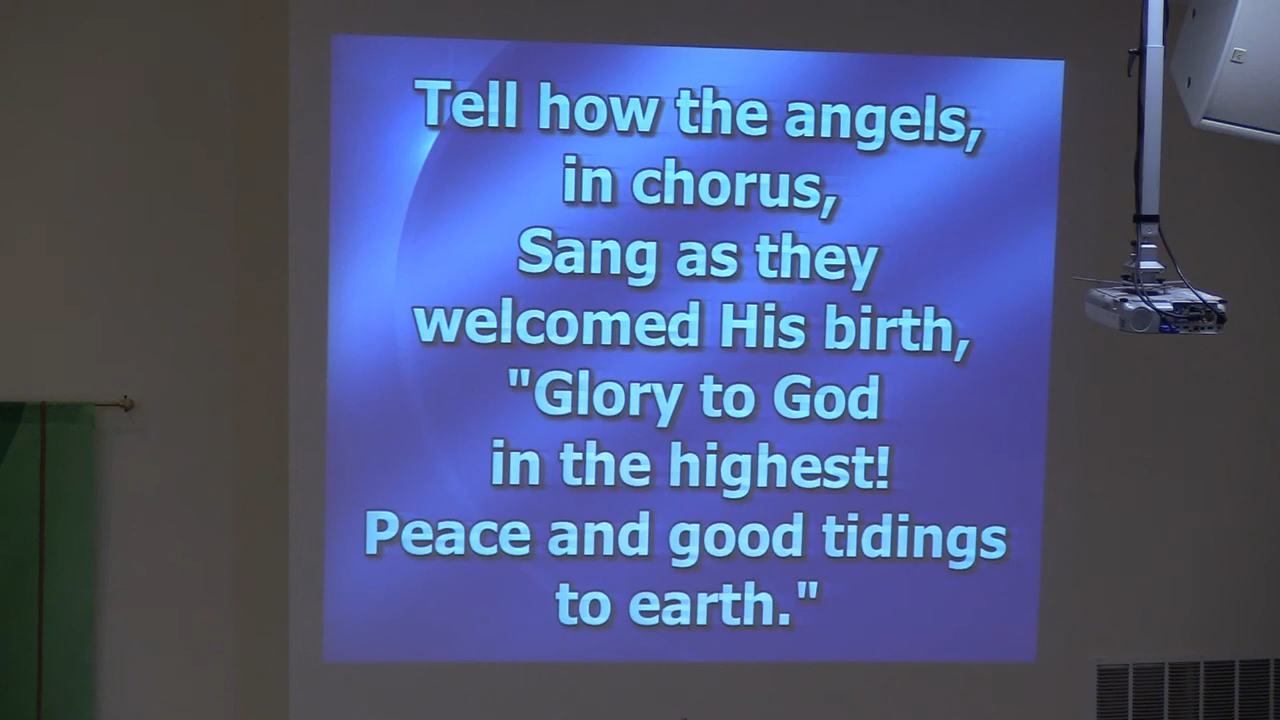 Tell how the angels,
in chorus,
Sang as they
welcomed His birth,
"Glory to God
in the highest!
Peace and good tidings
to earth."